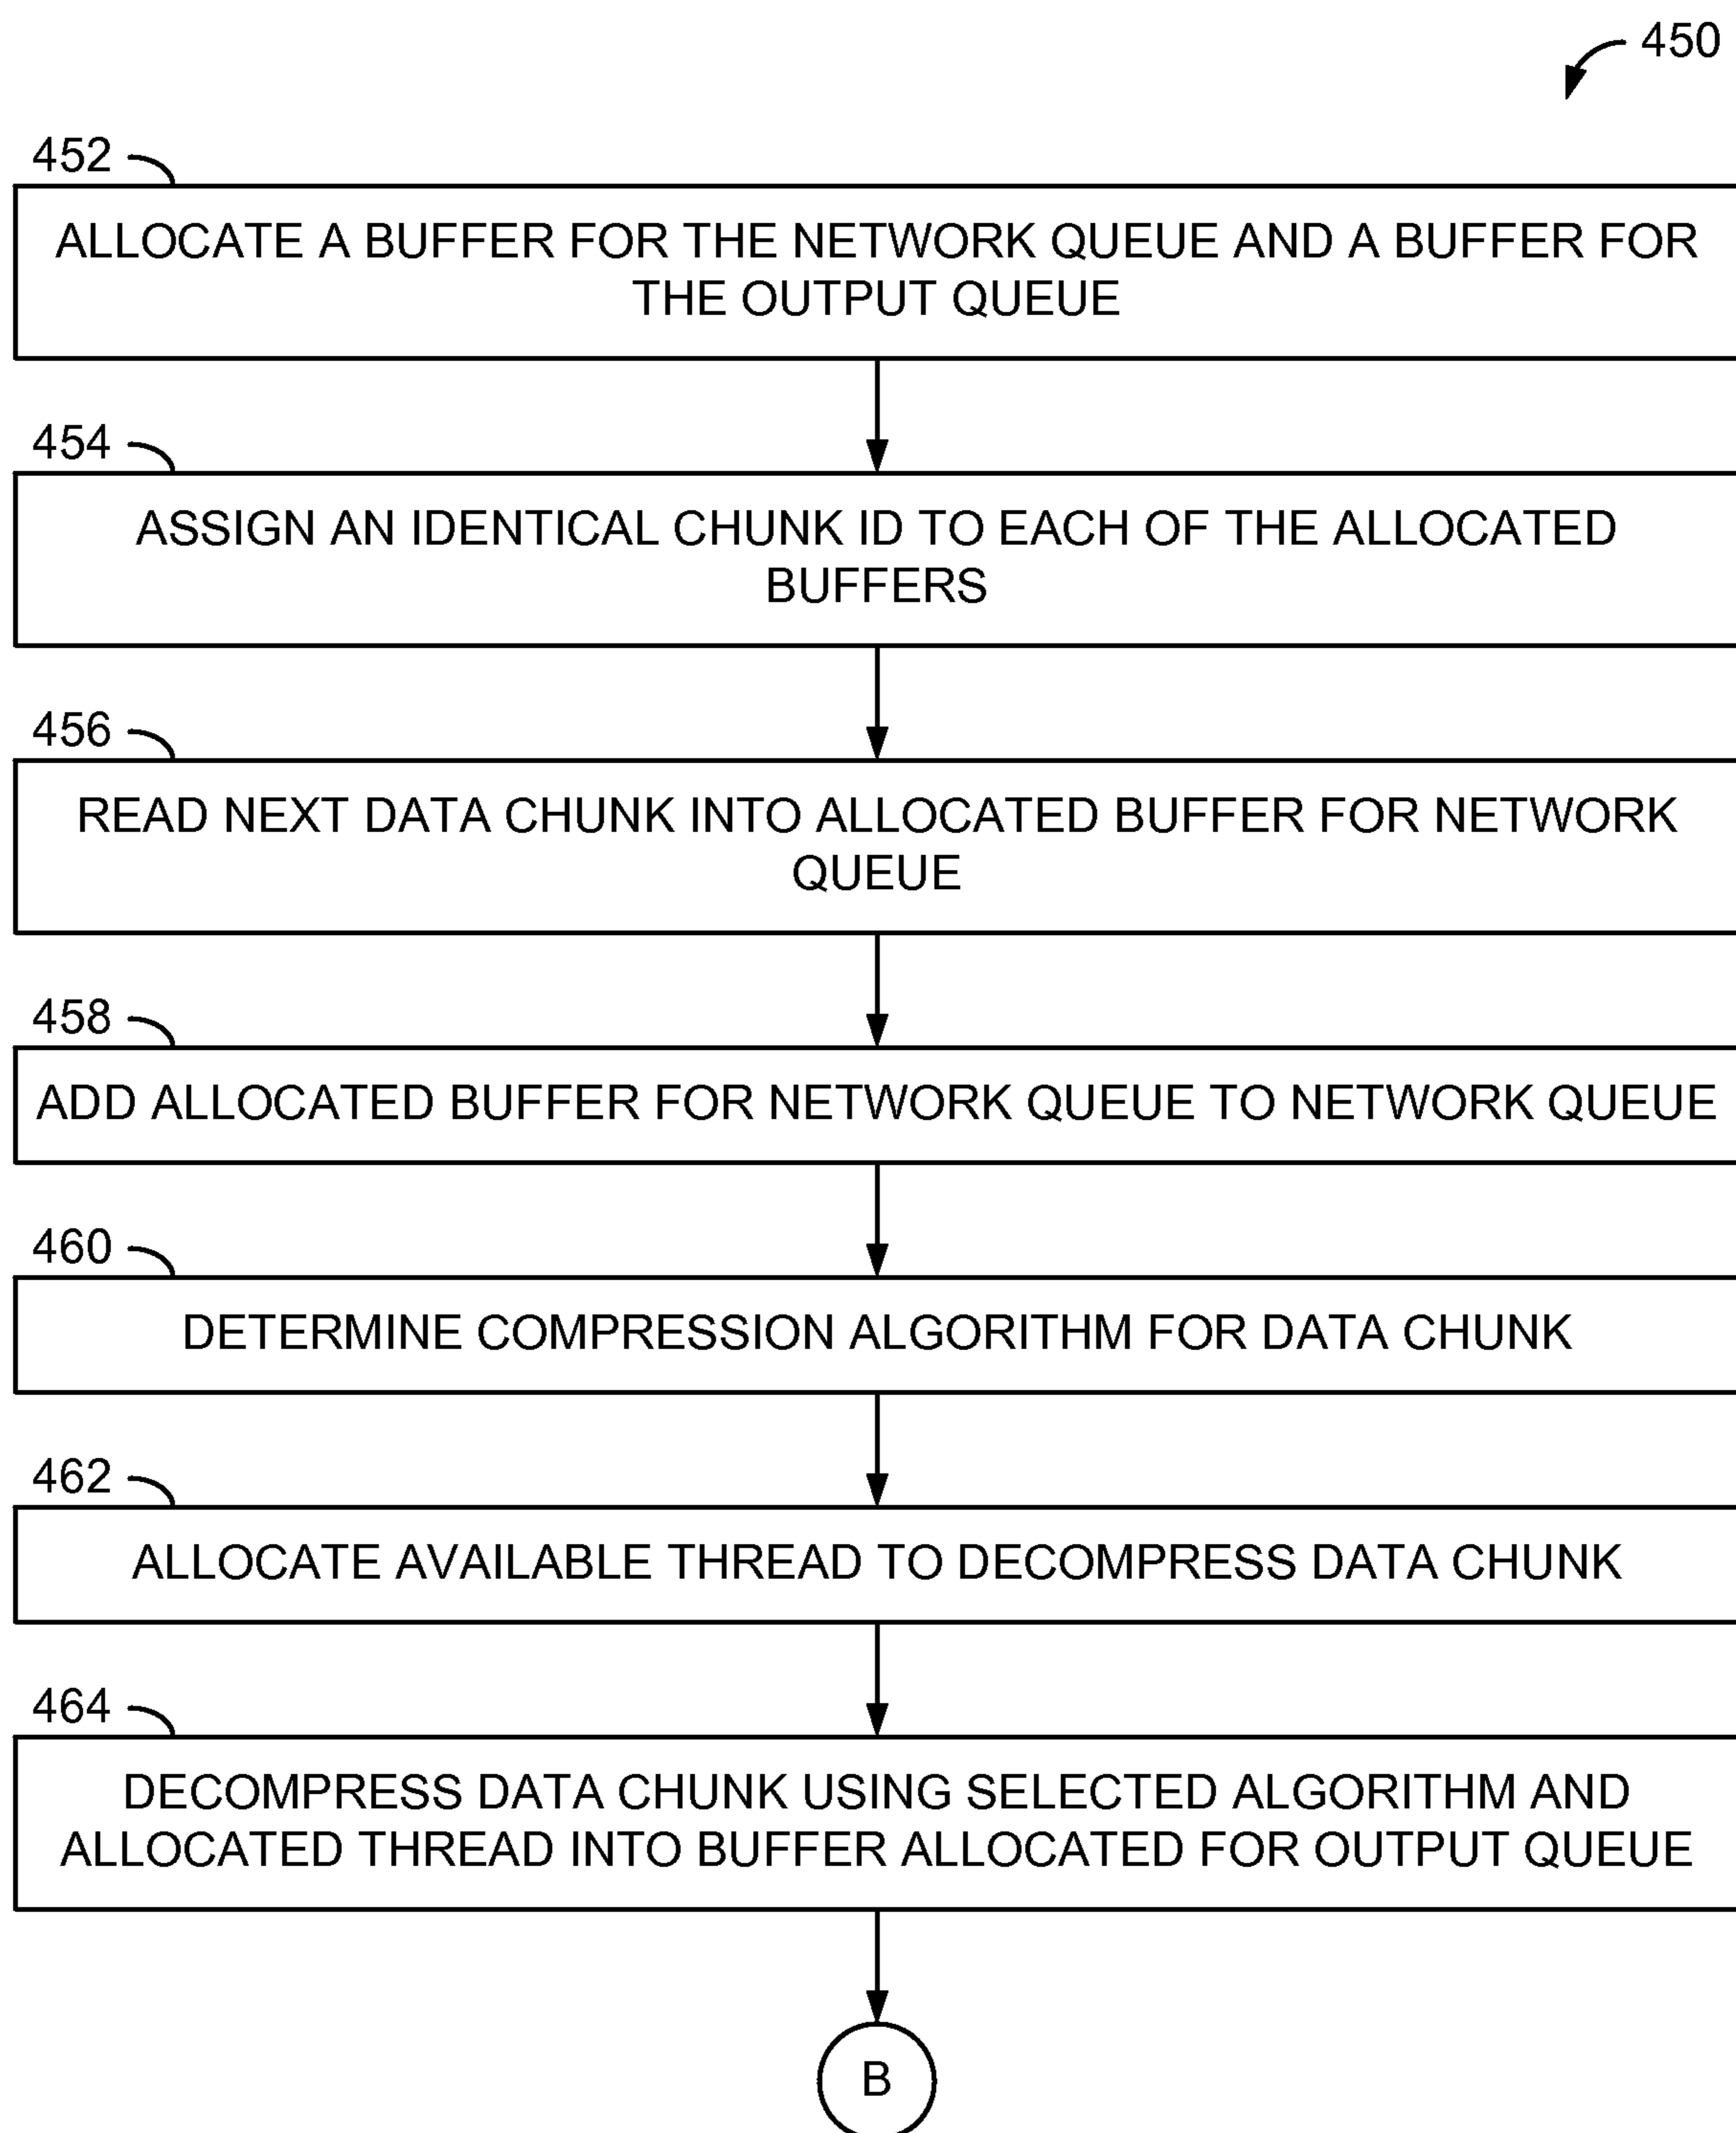 450
452
ALLOCATE A BUFFER FOR THE NETWORK QUEUE AND A BUFFER FOR
THE OUTPUT QUEUE
454
ASSIGN AN IDENTICAL CHUNK ID TO EACH OF THE ALLOCATED
BUFFERS
456
READ NEXT DATA CHUNK INTO ALLOCATED BUFFER FOR NETWORK
QUEUE
458
ADD ALLOCATED BUFFER FOR NETWORK QUEUE TO NETWORK QUEUE
460
DETERMINE COMPRESSION ALGORITHM FOR DATA CHUNK
462
ALLOCATE AVAILABLE THREAD TO DECOMPRESS DATA CHUNK
464
DECOMPRESS DATA CHUNK USING SELECTED ALGORITHM AND
ALLOCATED THREAD INTO BUFFER ALLOCATED FOR OUTPUT QUEUE
B